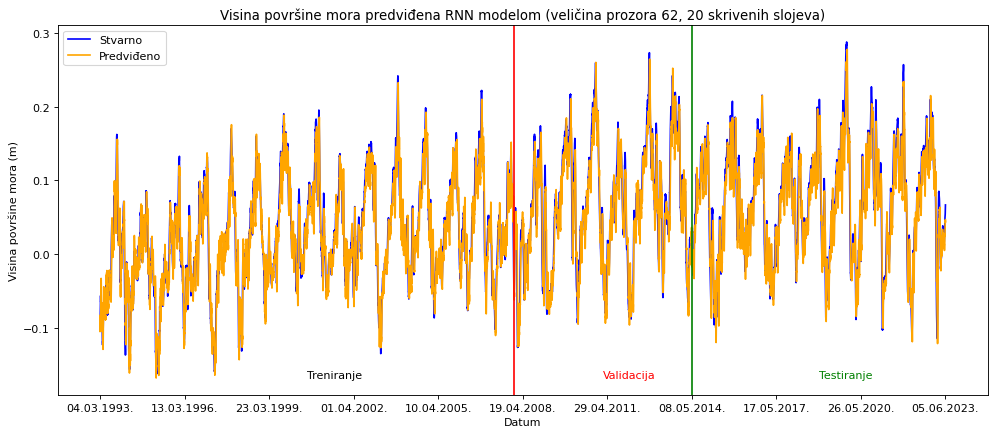 Visina površine mora predviđena RNN modelom (veličina prozora 62, 20 skrivenih slojeva)
Stvarno
Predviđeno
Visina površine mora (m)
0.3
0.2
0.1
0.0
−0.1
Treniranje
Validacija
Testiranje
04.03.1993. 13.03.1996. 23.03.1999. 01.04.2002. 10.04.2005. 19.04.2008. 29.04.2011. 08.05.2014. 17.05.2017. 26.05.2020. 05.06.2023.
Datum